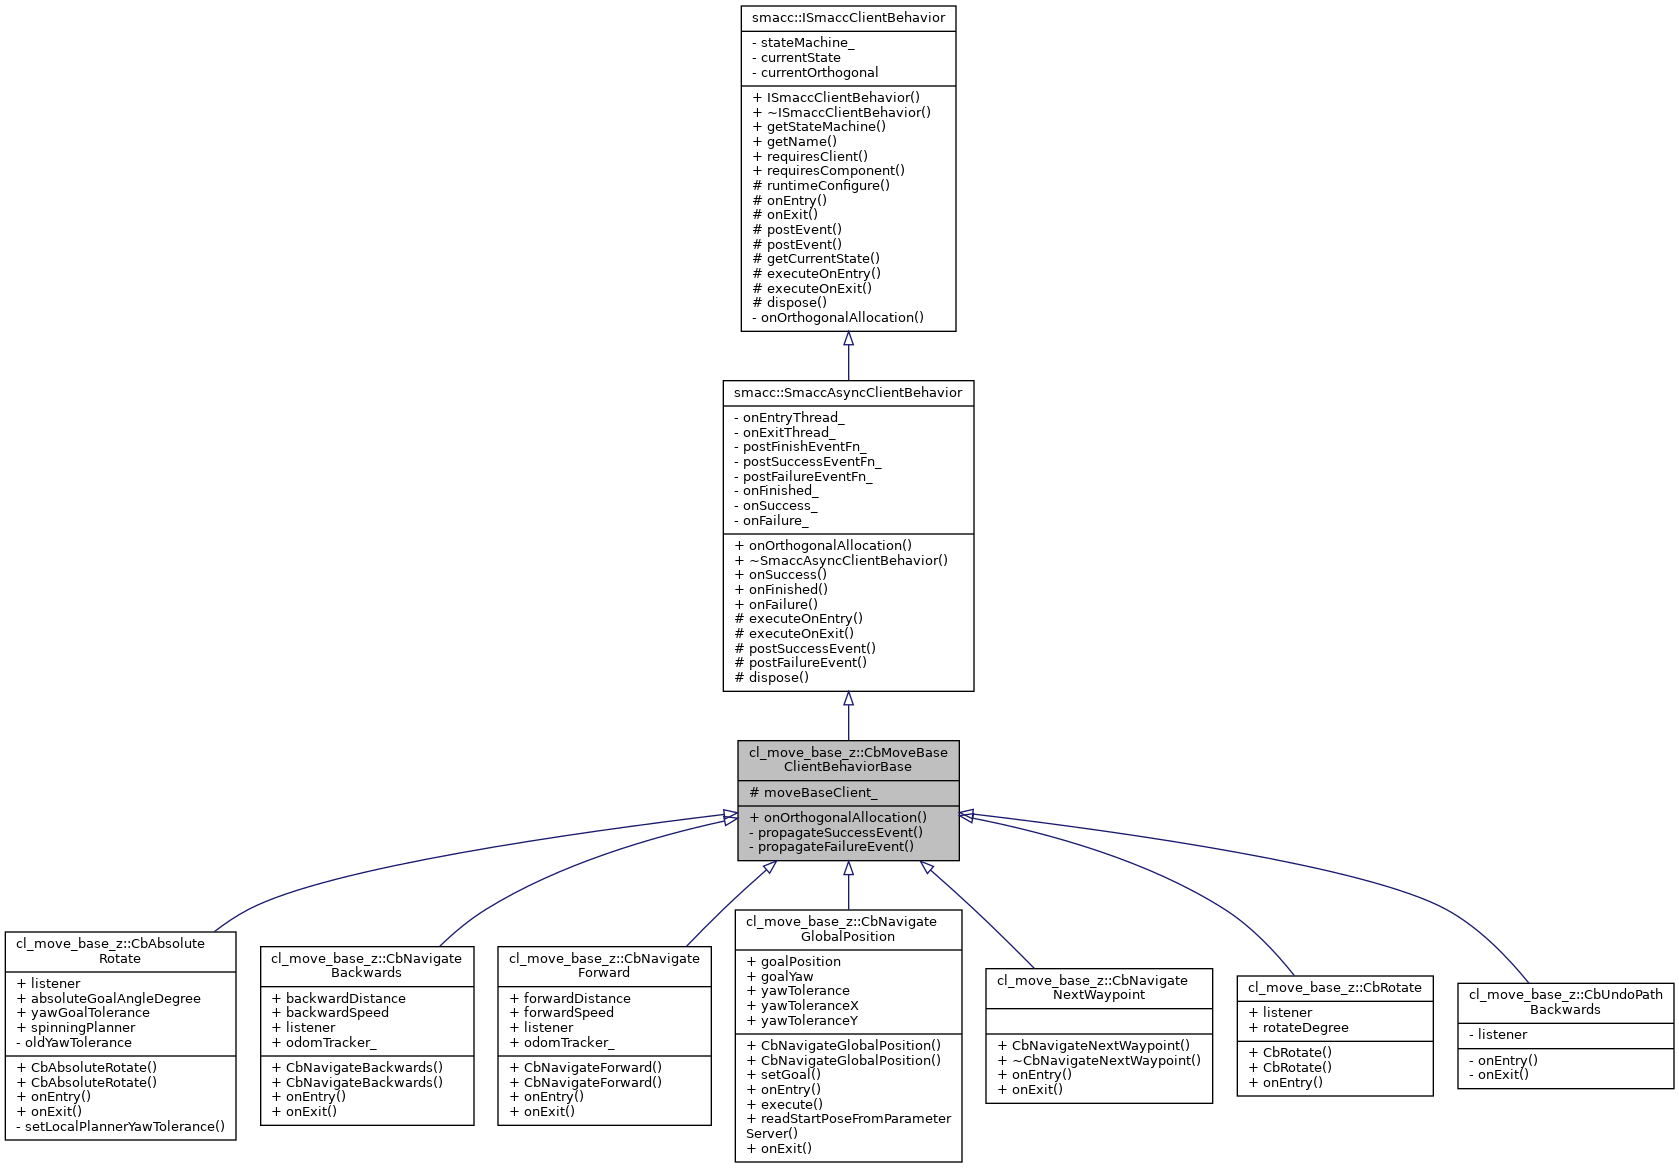 smacc::ISmaccClientBehavior
- stateMachine_
- currentState
- currentOrthogonal
+ ISmaccClientBehavior()
+ ~ISmaccClientBehavior()
+ getStateMachine()
+ getName()
+ requiresClient()
+ requiresComponent()
# runtimeConfigure()
# onEntry()
# onExit()
# postEvent()
# postEvent()
# getCurrentState()
# executeOnEntry()
# executeOnExit()
# dispose()
- onOrthogonalAllocation()
smacc::SmaccAsyncClientBehavior
- onEntryThread_
- onExitThread_
- postFinishEventFn_
- postSuccessEventFn_
- postFailureEventFn_
- onFinished_
- onSuccess_
- onFailure_
+ onOrthogonalAllocation()
+ ~SmaccAsyncClientBehavior()
+ onSuccess()
+ onFinished()
+ onFailure()
# executeOnEntry()
# executeOnExit()
# postSuccessEvent()
# postFailureEvent()
# dispose()
cl_move_base_z::CbMoveBase
ClientBehaviorBase
# moveBaseClient_
+ onOrthogonalAllocation()
- propagateSuccessEvent()
- propagateFailureEvent()
cl_move_base_z::CbAbsolute
Rotate
+ listener
+ absoluteGoalAngleDegree
+ yawGoalTolerance
+ spinningPlanner
- oldYawTolerance
+ CbAbsoluteRotate()
+ CbAbsoluteRotate()
+ onEntry()
+ onExit()
- setLocalPlannerYawTolerance()
cl_move_base_z::CbNavigate
Backwards
+ backwardDistance
+ backwardSpeed
+ listener
+ odomTracker_
+ CbNavigateBackwards()
+ CbNavigateBackwards()
+ onEntry()
+ onExit()
cl_move_base_z::CbNavigate
Forward
+ forwardDistance
+ forwardSpeed
+ listener
+ odomTracker_
+ CbNavigateForward()
+ CbNavigateForward()
+ onEntry()
+ onExit()
cl_move_base_z::CbNavigate
GlobalPosition
+ goalPosition
+ goalYaw
+ yawTolerance
+ yawToleranceX
+ yawToleranceY
+ CbNavigateGlobalPosition()
+ CbNavigateGlobalPosition()
+ setGoal()
+ onEntry()
+ execute()
+ readStartPoseFromParameter
Server()
+ onExit()
cl_move_base_z::CbNavigate
NextWaypoint
+ CbNavigateNextWaypoint()
+ ~CbNavigateNextWaypoint()
+ onEntry()
+ onExit()
cl_move_base_z::CbRotate
+ listener
+ rotateDegree
+ CbRotate()
+ CbRotate()
+ onEntry()
cl_move_base_z::CbUndoPath
Backwards
- listener
- onEntry()
- onExit()